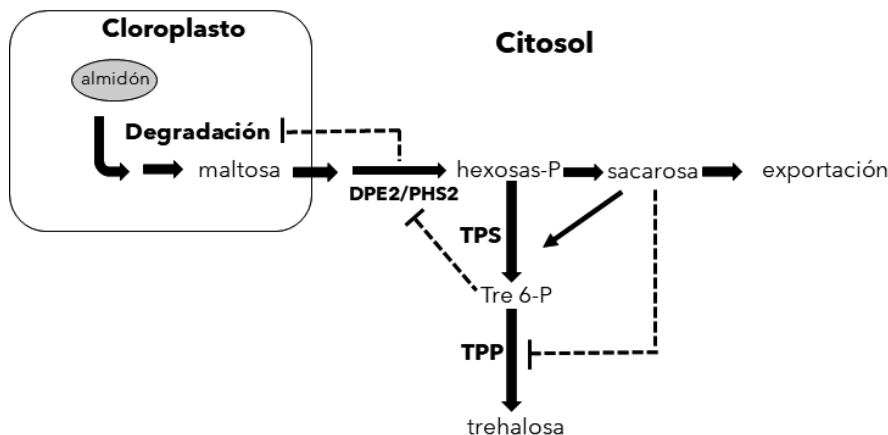 Cloroplasto
Citosol
almidón
Degradación
maltosa
hexosas-P
sacarosa
exportación
DPE2/PHS2
TPS
Tre 6-P
TPP
trehalosa